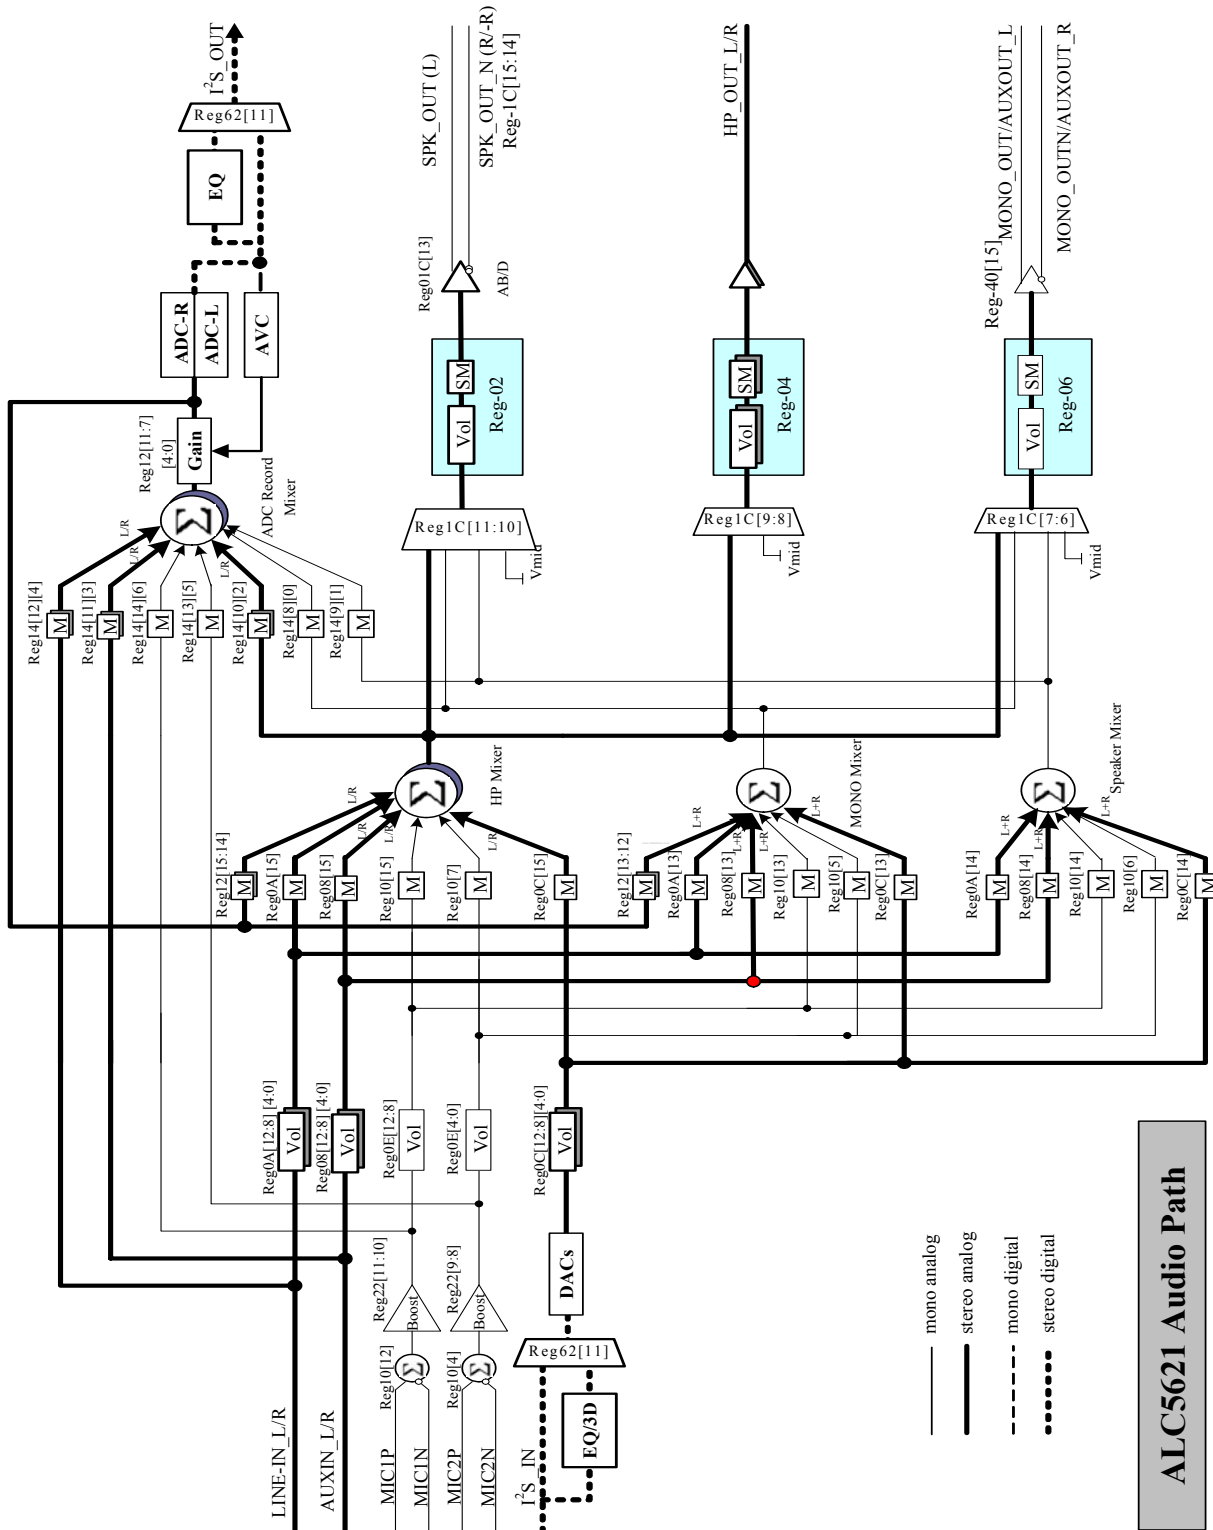 I²S_OUT
Reg62[11]
EQ
ADC-R
ADC-L
AVC
Reg12[11:7]
[4:0]
Gain
ADC Record
Mixer
Σ
L/R
L/R
L/R
M
Reg14[12][4]
M
Reg14[11][3]
M
Reg14[14][6]
M
Reg14[13][5]
M
Reg14[10][2]
M
Reg14[8][0]
M
Reg14[9][1]
SPK_OUT (L)
SPK_OUT_N (R/-R)
Reg-1C[15:14]
Reg01C[13]
AB/D
SM
Vol
Reg-02
Reg1C[11:10]
Vmid
HP_OUT_L/R
SM
Vol
Reg-04
Reg1C[9:8]
Vmid
MONO_OUT/AUXOUT_L
MONO_OUTN/AUXOUT_R
Reg-40[15]
SM
Vol
Reg-06
Reg1C[7:6]
Vmid
HP Mixer
Σ
L/R
L/R
L/R
L/R
Reg12[15:14]
M
Reg0A[15]
M
Reg08[15]
M
Reg10[15]
M
Reg10[7]
M
Reg0C[15]
M
MONO Mixer
Σ
L+R
L+R
L+R
L+R
Reg12[13:12]
M
Reg0A[13]
M
Reg08[13]
M
Reg10[13]
M
Reg10[5]
M
Reg0C[13]
M
Speaker Mixer
Σ
L+R
L+R
L+R
Reg0A[14]
M
Reg08[14]
M
Reg10[14]
M
Reg10[6]
M
Reg0C[14]
M
Reg0A[12:8] [4:0]
Vol
Reg08[12:8] [4:0]
Vol
Reg0E[12:8]
Vol
Reg0E[4:0]
Vol
Reg0C[12:8][4:0]
Vol
Reg22[11:10]
Boost
Reg22[9:8]
Boost
DACs
Reg10[12]
Σ
Reg10[4]
Σ
Reg62[11]
EQ/3D
LINE-IN_L/R
AUXIN_L/R
MIC1P
MIC1N
MIC2P
MIC2N
I²S_IN
mono analog
stereo analog
mono digital
stereo digital
ALC5621 Audio Path